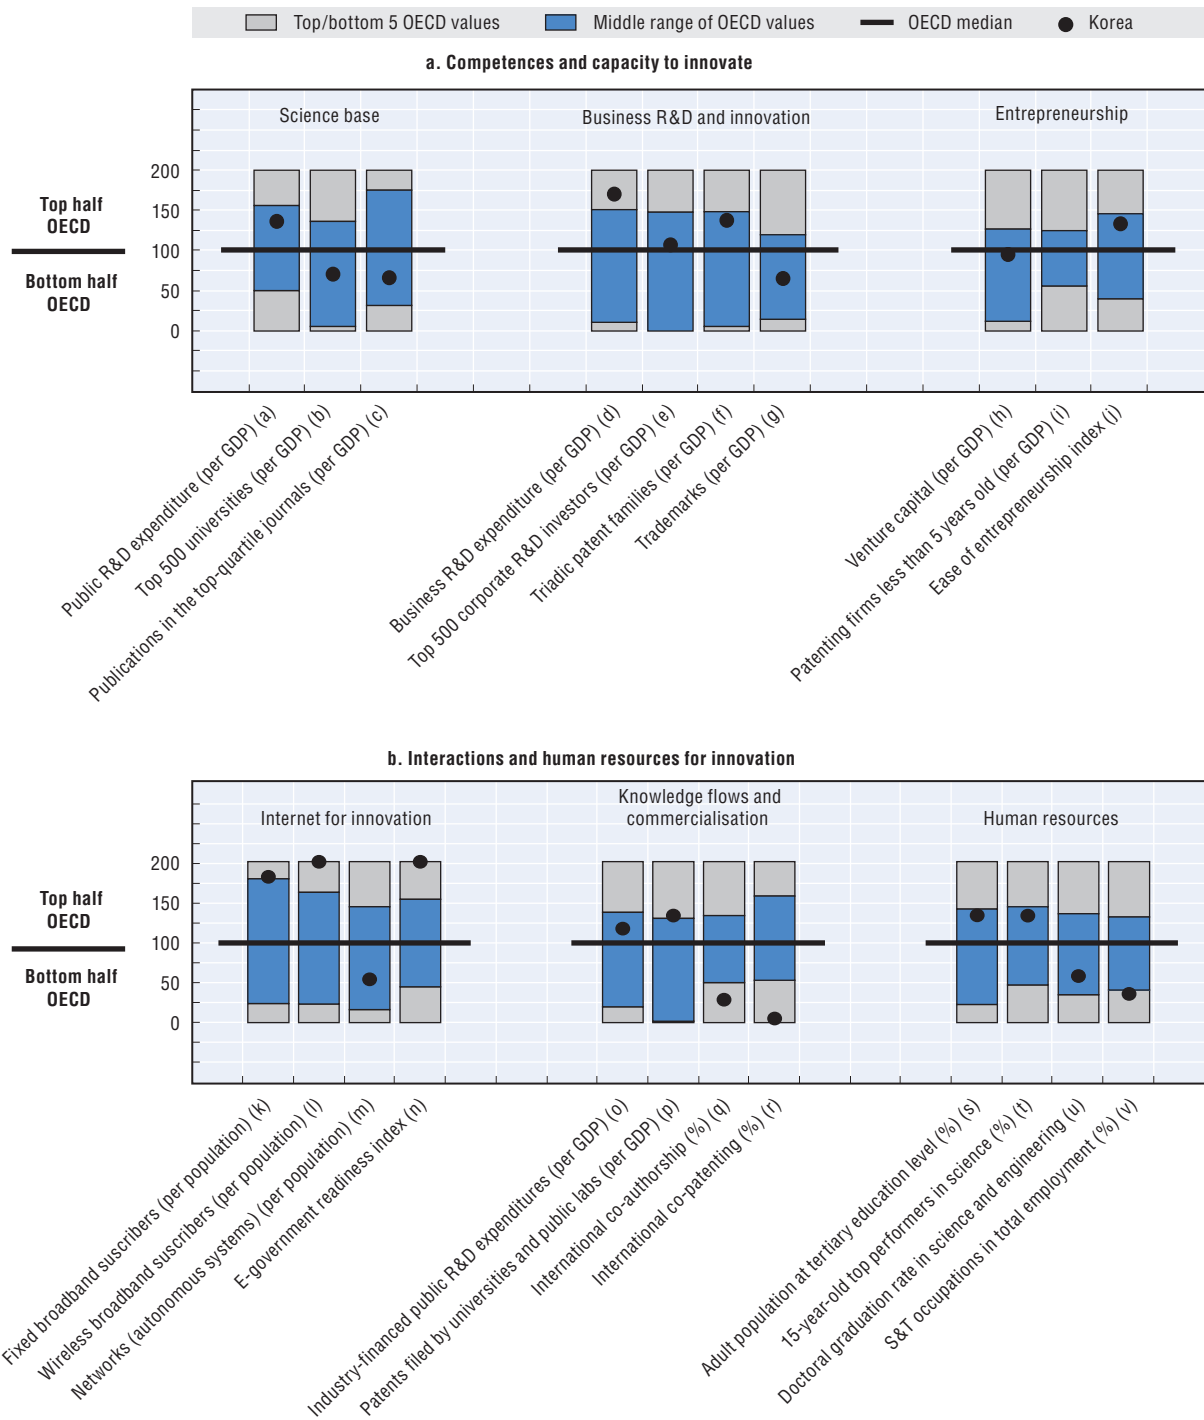 Top/bottom 5 OECD values
Middle range of OECD values
OECD median
Korea
a. Competences and capacity to innovate
Science base
Business R&D and innovation
Entrepreneurship
Top half
OECD
Bottom half
OECD
200
150
100
50
0
Public R&D expenditure (per GDP) (a)
Top 500 universities (per GDP) (b)
Publications in the top-quartile journals (per GDP) (c)
Business R&D expenditure (per GDP) (d)
Top 500 corporate R&D investors (per GDP) (e)
Triadic patent families (per GDP) (f)
Trademarks (per GDP) (g)
Venture capital (per GDP) (h)
Patenting firms less than 5 years old (per GDP) (i)
Ease of entrepreneurship index (j)
b. Interactions and human resources for innovation
Internet for innovation
Knowledge flows and
commercialisation
Human resources
Top half
OECD
Bottom half
OECD
200
150
100
50
0
Fixed broadband suscribers (per population) (k)
Wireless broadband suscribers (per population) (l)
Networks (autonomous systems) (per population) (m)
E-government readiness index (n)
Industry-financed public R&D expenditures (per GDP) (o)
Patents filed by universities and public labs (per GDP) (p)
International co-authorship (%) (q)
International co-patenting (%) (r)
Adult population at tertiary education level (%) (s)
15-year-old top performers in science (%) (t)
Doctoral graduation rate in science and engineering (u)
S&T occupations in total employment (%) (v)